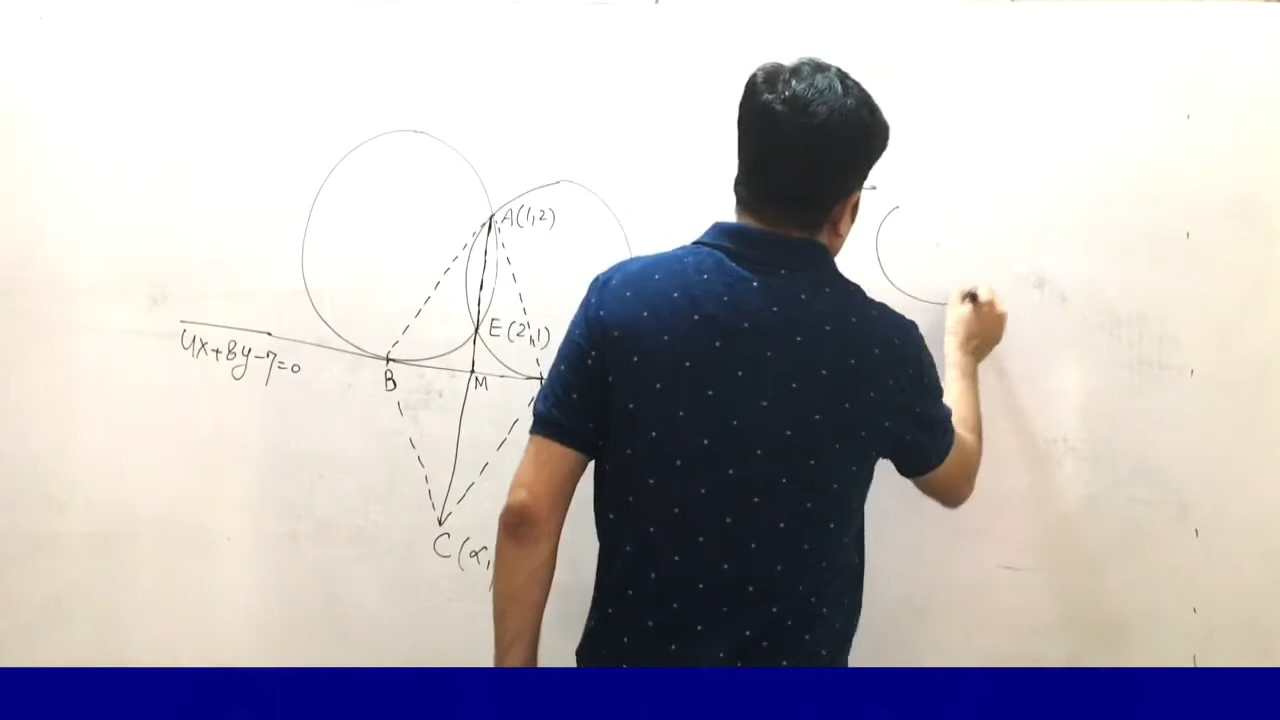 A(1,2)
E(2,1)
4x+8y-7=0
B
M
C(α,